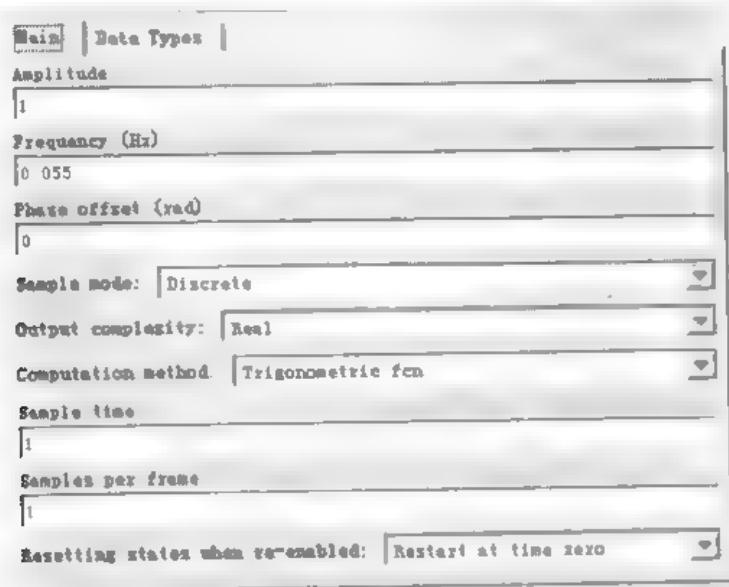 Main Data Types
Amplitude
1
Frequency (Hz)
0 055
Phase offset (rad)
0
Sample mode: Discrete
Output complexity: Real
Computation method Trigonometric fcn
Sample time
1
Samples per frame
1
Resetting states when re-enabled: Restart at time zero